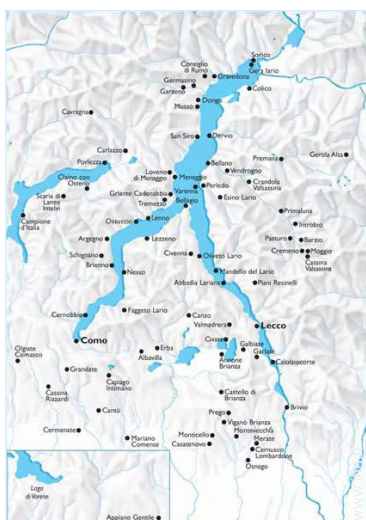 Sorico
Gera Lario
Consiglio
di Rumo
Gravedona
Germasino
Garzeno
Colico
Dongo
Musso
Cavragna
San Siro
Dervio
Carlazzo
Porlezza
Bellano
Premana
Gerola Alta
Vendrogno
Claino con
Osteno
Loveno
di Menaggio
Menaggio
Crandola
Valsassina
Scaria di
Lanzo
Intelvi
Griante Cadenabbia
Varenna
Perledo
Tremezzo
Esino Lario
Bellagio
Campione
d'Italia
Ossuccio
Lenno
Primaluna
Introbio
Argegno
Lezzeno
Pasturo
Barzio
Schignano
Civenna
Oliveto Lario
Cremeno
Moggio
Cassina
Valsassina
Brienno
Nesso
Mandello del Lario
Abbadia Lariana
Piani Resinelli
Cernobbio
Faggeto Lario
Canzo
Valmadrera
Lecco
Como
Civate
Galbiate
Erba
Albavilla
Annone
Brianza
Garlate
Calolziocorte
Olgiate
Comasco
Grandate
Capiago
Intimiano
Cassina
Rizzardi
Castello di
Brianza
Cantù
Brivio
Prego
Viganò Brianza
Cermenate
Mariano
Comense
Monticello
Casatenovo
Montevecchia
Merate
Cernusco
Lombardone
Osnago
Lago
di Varese
Appiano Gentile